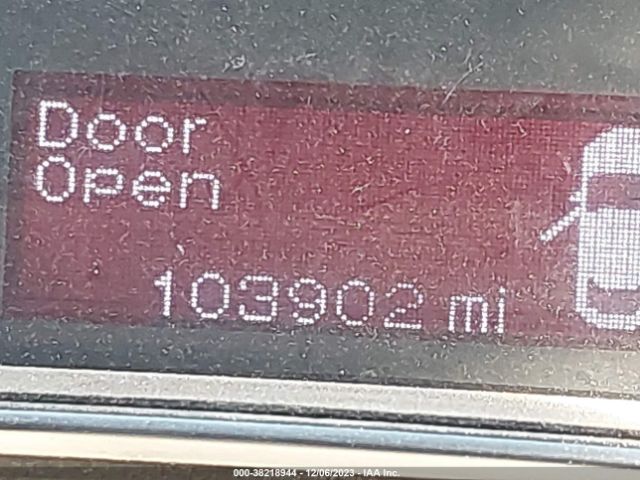 Door
Open
103902 mi
000-38218944 - 12/06/2023 - IAA Inc.